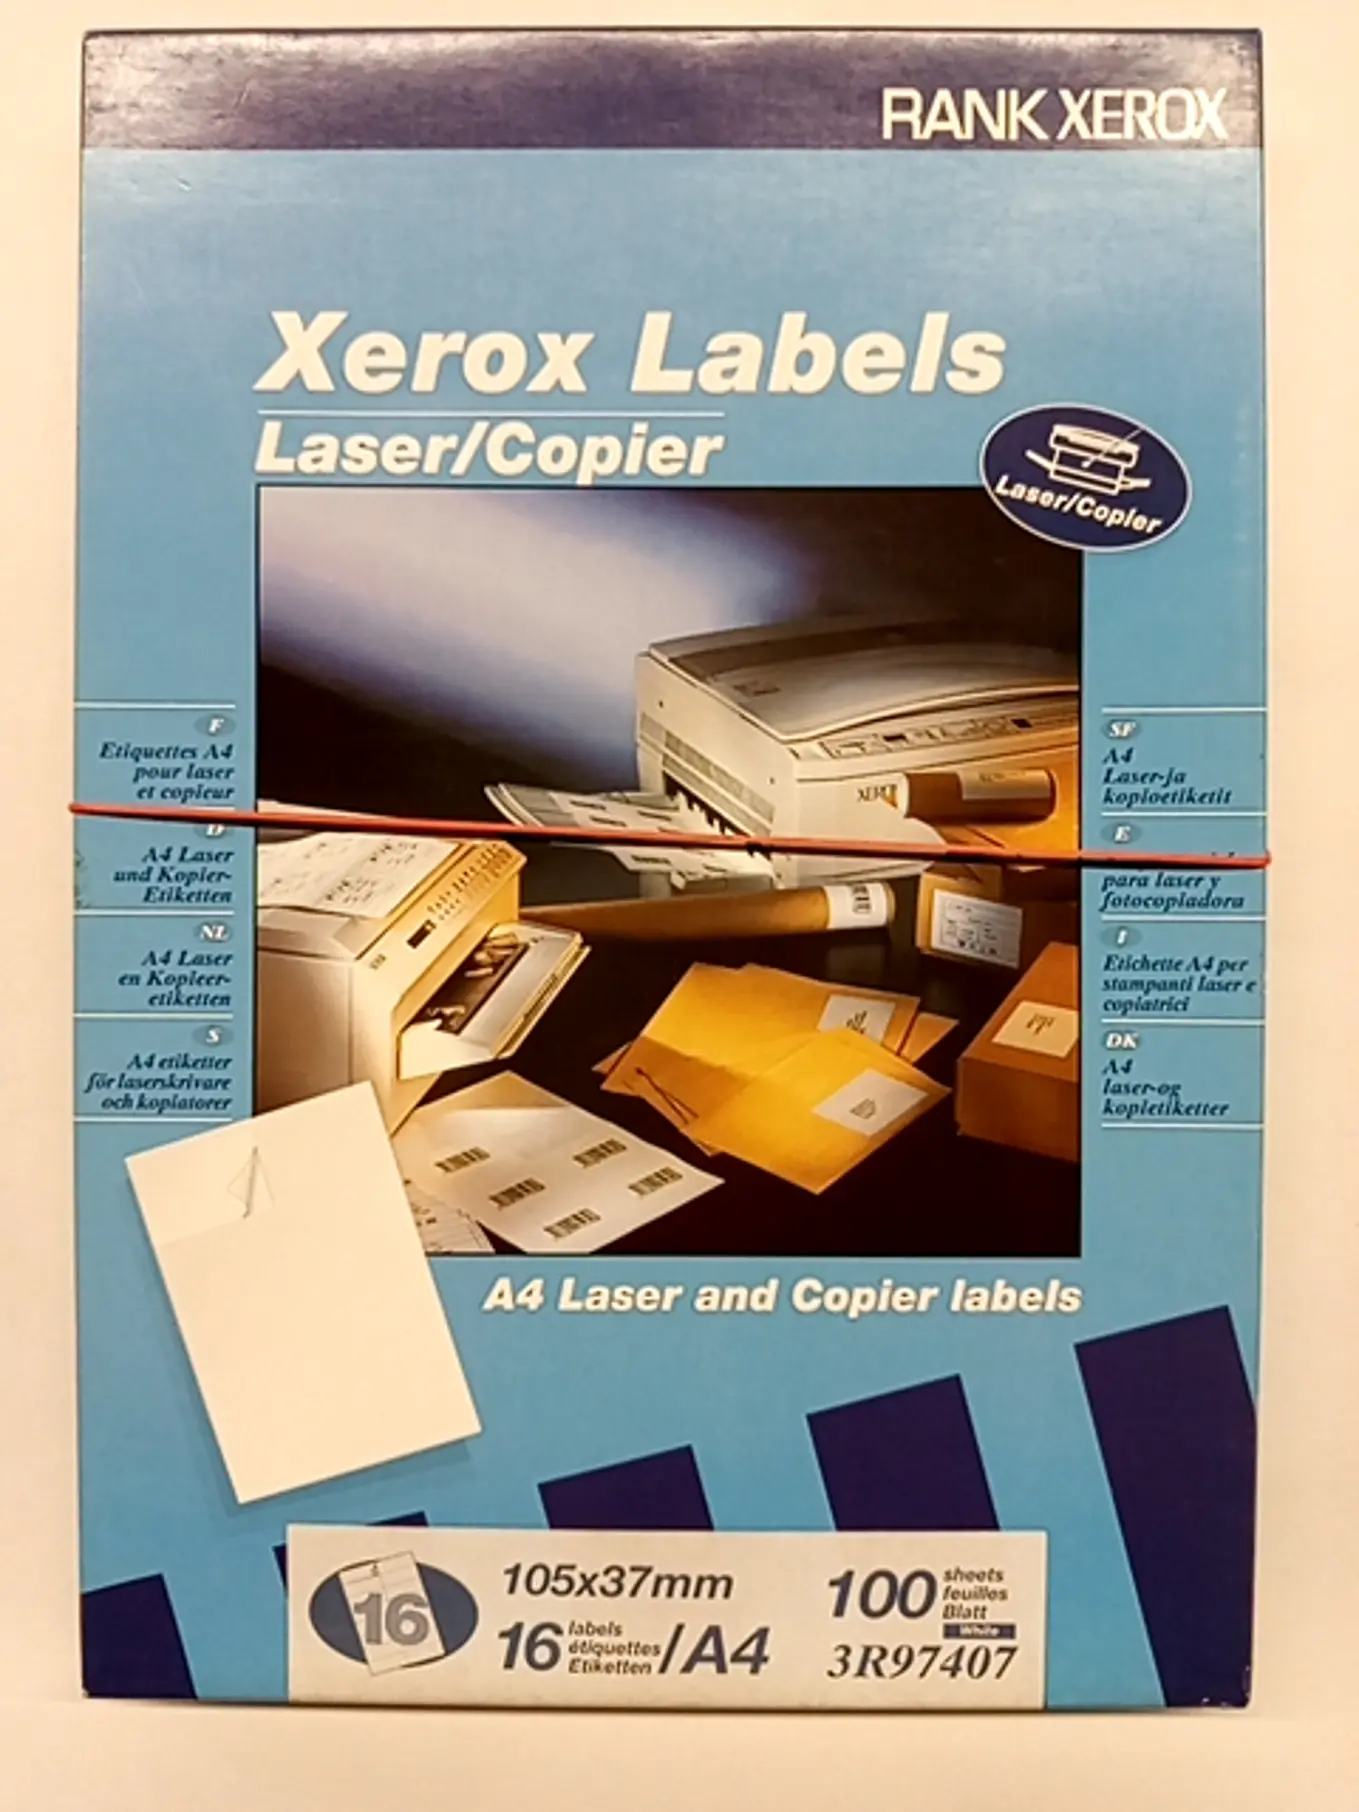 RANK XEROX
Xerox Labels
Laser/Copier
Laser/Copier
F
Etiquettes A4
pour laser
et copieur
D
A4 Laser
und Kopier-
Etiketten
NL
A4 Laser
en Kopieer-
etiketten
S
A4 etiketter
för laserskrivare
och kopiatorer
SF
A4
Laser-ja
kopioetiketit
E
para laser y
fotocopiadora
I
Etichette A4 per
stampanti laser e
copiatrici
DK
A4
laser-og
kopietiketter
XEROX
A4 Laser and Copier labels
16
105x37mm
16 labels
étiquettes
Etiketten
/A4
100 sheets
feuilles
Blatt
White
3R97407